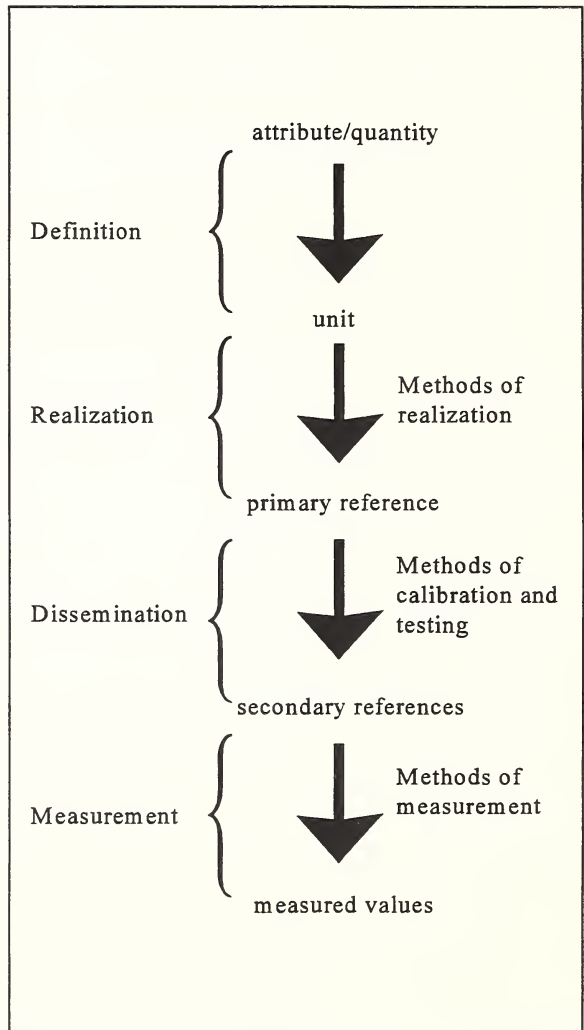 attribute/quantity
Definition
unit
Realization
Methods of
realization
primary reference
Dissemination
Methods of
calibration and
testing
secondary references
Measurement
Methods of
measurement
measured values